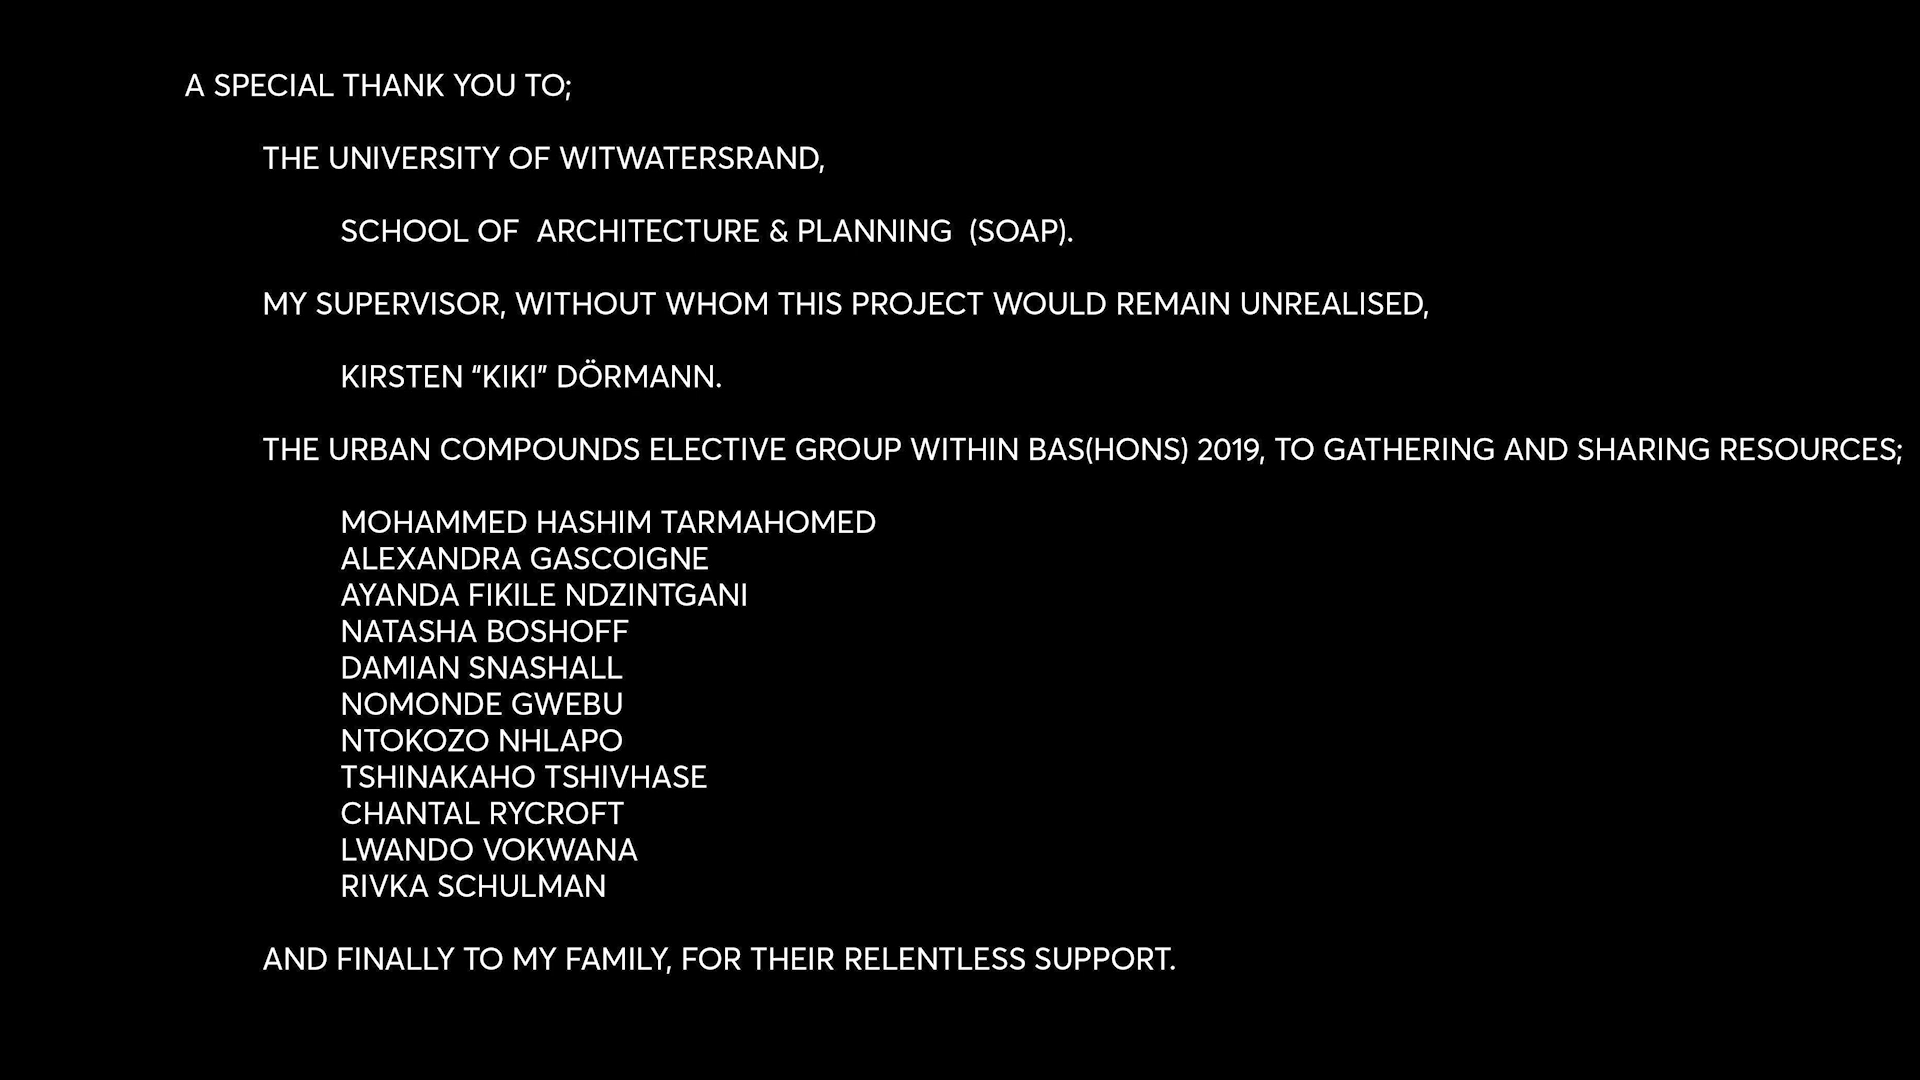 A SPECIAL THANK YOU TO;
THE UNIVERSITY OF WITWATERSRAND,
SCHOOL OF  ARCHITECTURE & PLANNING  (SOAP).
MY SUPERVISOR, WITHOUT WHOM THIS PROJECT WOULD REMAIN UNREALISED,
KIRSTEN “KIKI” DÖRMANN.
THE URBAN COMPOUNDS ELECTIVE GROUP WITHIN BAS(HONS) 2019, TO GATHERING AND SHARING RESOURCES;
MOHAMMED HASHIM TARMAHOMED
ALEXANDRA GASCOIGNE
AYANDA FIKILE NDZINTGANI
NATASHA BOSHOFF
DAMIAN SNASHALL
NOMONDE GWEBU
NTOKOZO NHLAPO
TSHINAKAHO TSHIVHASE
CHANTAL RYCROFT
LWANDO VOKWANA
RIVKA SCHULMAN
AND FINALLY TO MY FAMILY, FOR THEIR RELENTLESS SUPPORT.